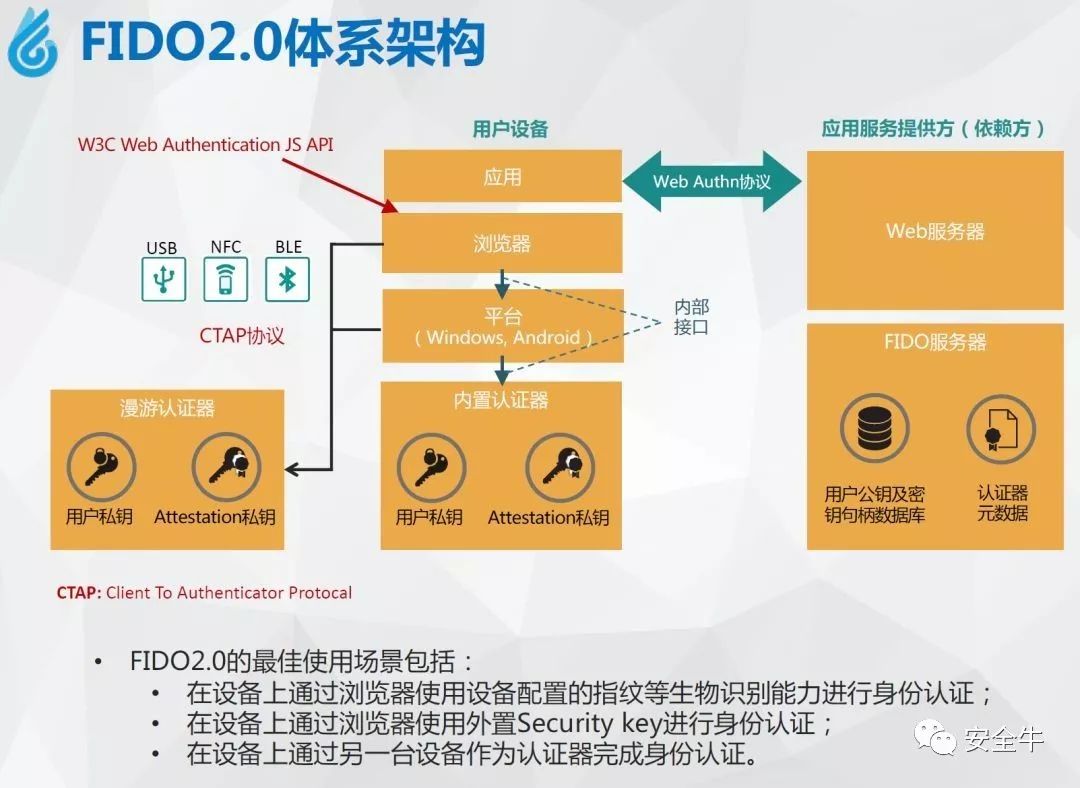 FIDO2.0体系架构
W3C Web Authentication JS API
用户设备
应用服务提供方（依赖方）
应用
Web Authn协议
浏览器
Web服务器
USB
NFC
BLE
CTAP协议
平台
（Windows, Android）
内部
接口
FIDO服务器
漫游认证器
用户私钥
Attestation私钥
内置认证器
用户私钥
Attestation私钥
用户公钥及密
钥句柄数据库
认证器
元数据
CTAP: Client To Authenticator Protocal
• FIDO2.0的最佳使用场景包括：
• 在设备上通过浏览器使用设备配置的指纹等生物识别能力进行身份认证；
• 在设备上通过浏览器使用外置Security key进行身份认证；
• 在设备上通过另一台设备作为认证器完成身份认证。
安全牛